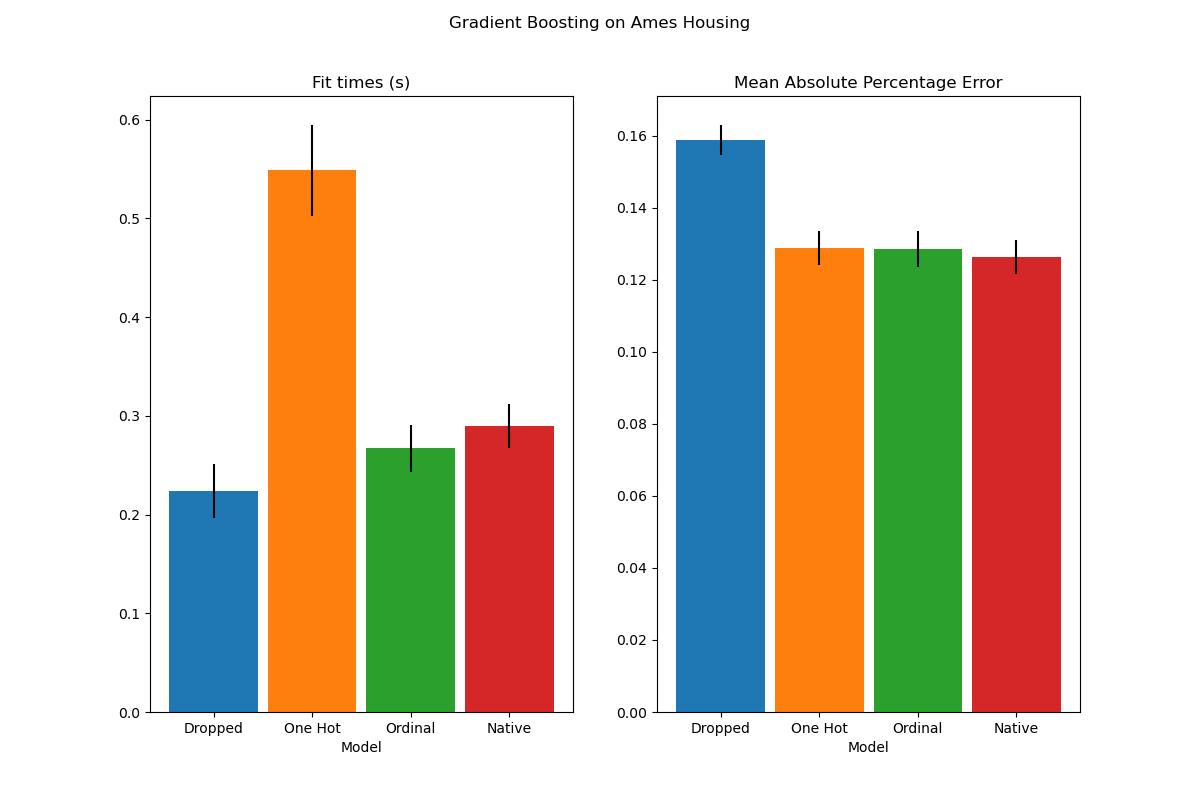 Gradient Boosting on Ames Housing
Fit times (s)
0.6
0.5
0.4
0.3
0.2
0.1
0.0
Dropped One Hot Ordinal Native
Model
Mean Absolute Percentage Error
0.16
0.14
0.12
0.10
0.08
0.06
0.04
0.02
0.00
Dropped One Hot Ordinal Native
Model